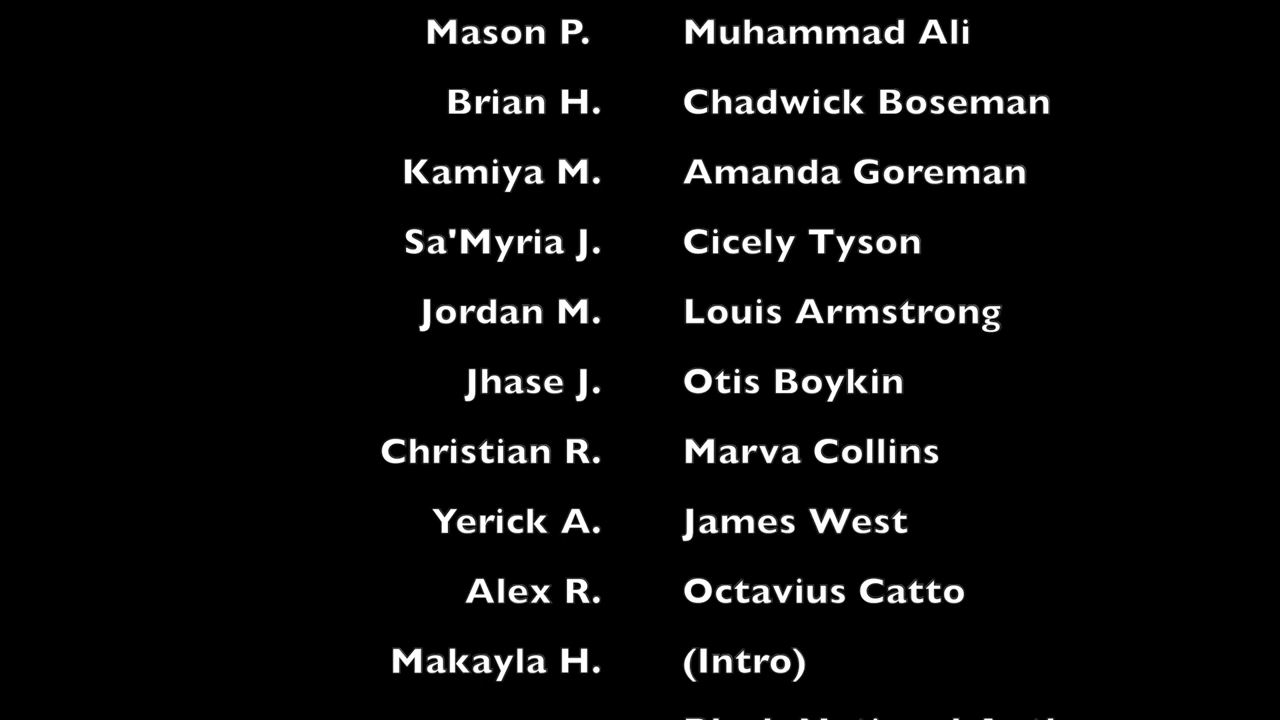 Mason P. Muhammad Ali
Brian H. Chadwick Boseman
Kamiya M. Amanda Goreman
Sa'Myria J. Cicely Tyson
Jordan M. Louis Armstrong
Jhase J. Otis Boykin
Christian R. Marva Collins
Yerick A. James West
Alex R. Octavius Catto
Makayla H. (Intro)